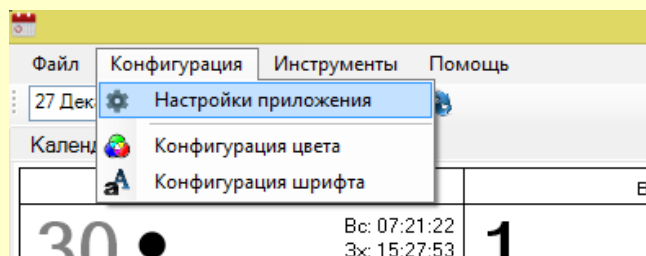 Файл Конфигурация Инструменты Помощь
27 Дек
Настройки приложения
Кален
Конфигурация цвета
Конфигурация шрифта
В
30 Вс: 07:21:22 1
Зх: 15:27:53